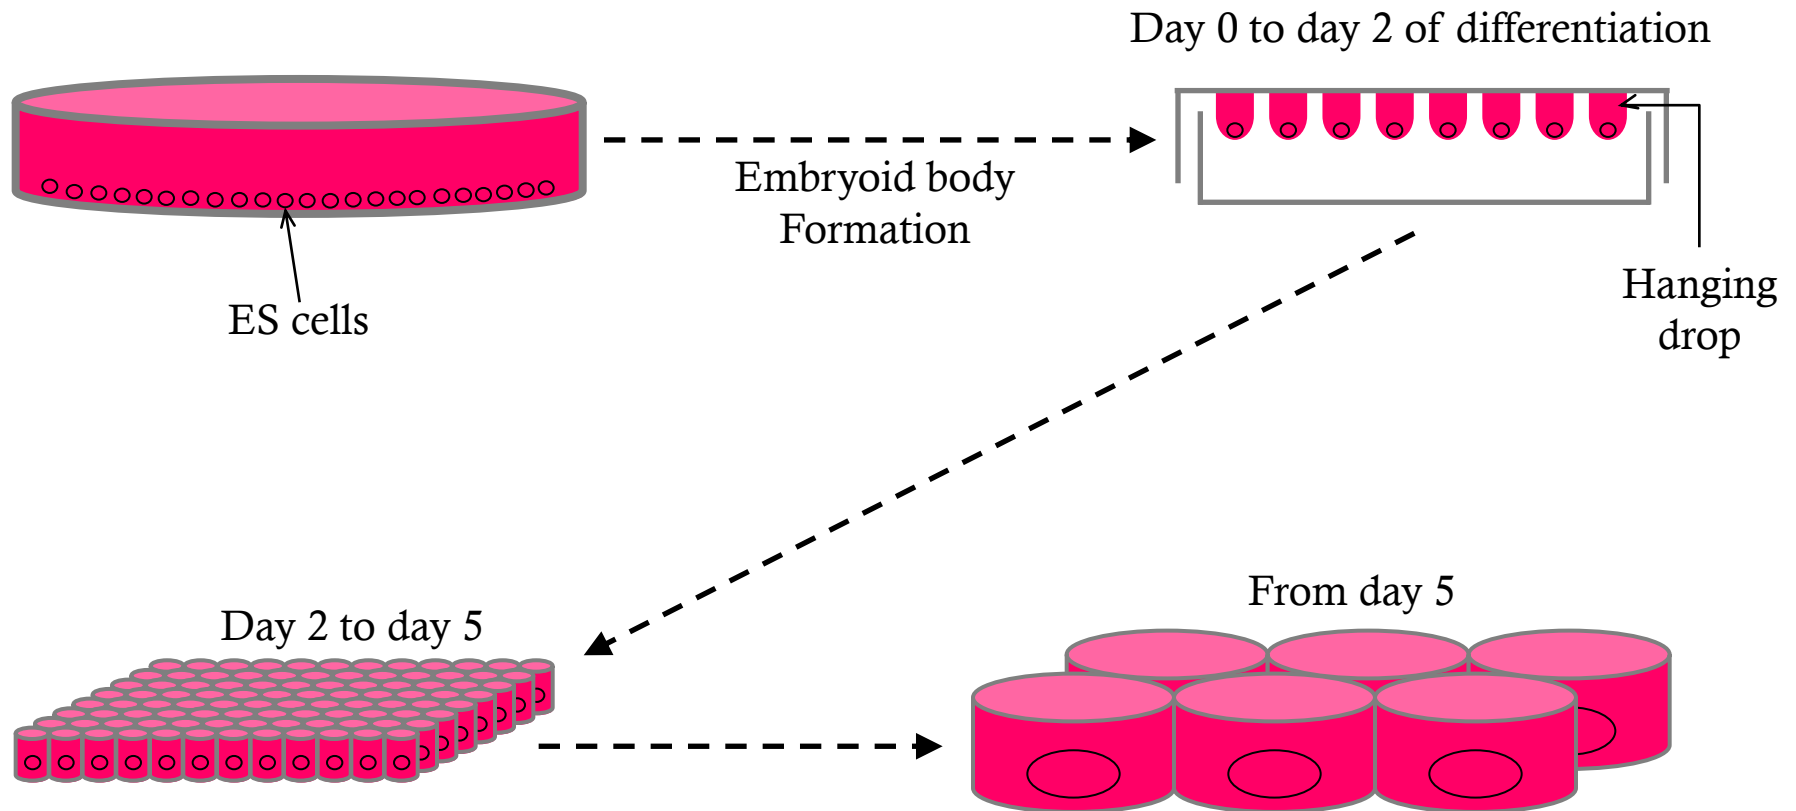 Day 0 to day 2 of differentiation
Embryoid body
Formation
ES cells
Hanging
drop
Day 2 to day 5
From day 5